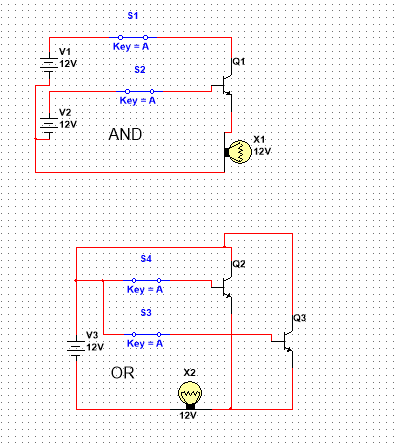 S1
Key = A
V1
12V
Q1
S2
Key = A
V2
12V
AND
X1
12V
S4
Key = A
Q2
S3
Key = A
Q3
V3
12V
OR
X2
12V